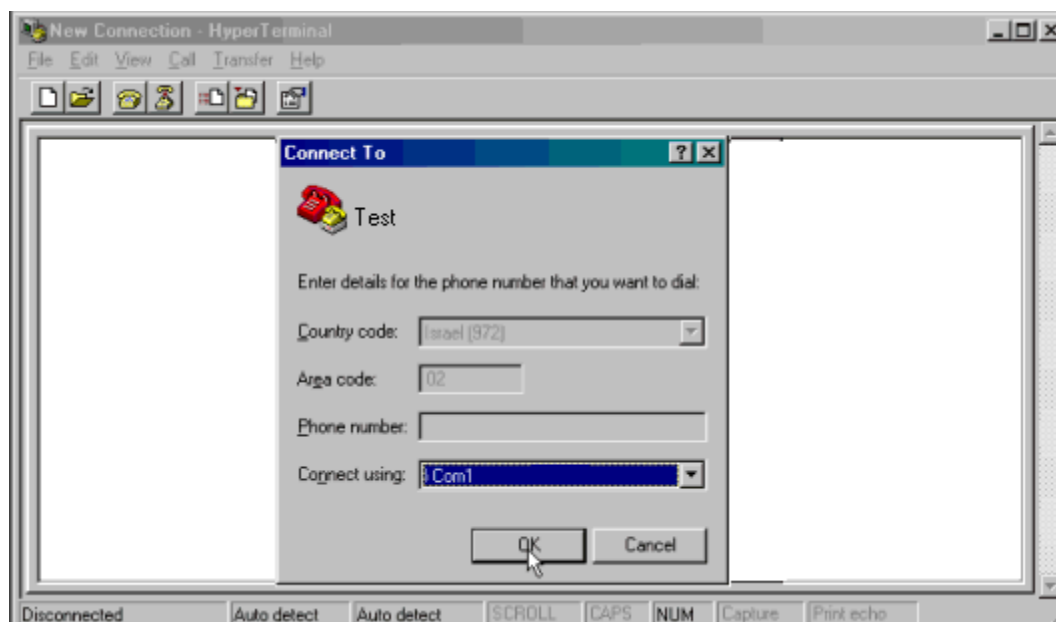 New Connection - HyperTerminal
File Edit View Call Transfer Help
Connect To
Test
Enter details for the phone number that you want to dial:
Country code: Israel (972)
Area code: 02
Phone number:
Connect using: Com1
OK Cancel
Disconnected Auto detect Auto detect SCROLL CAPS NUM Capture Print echo